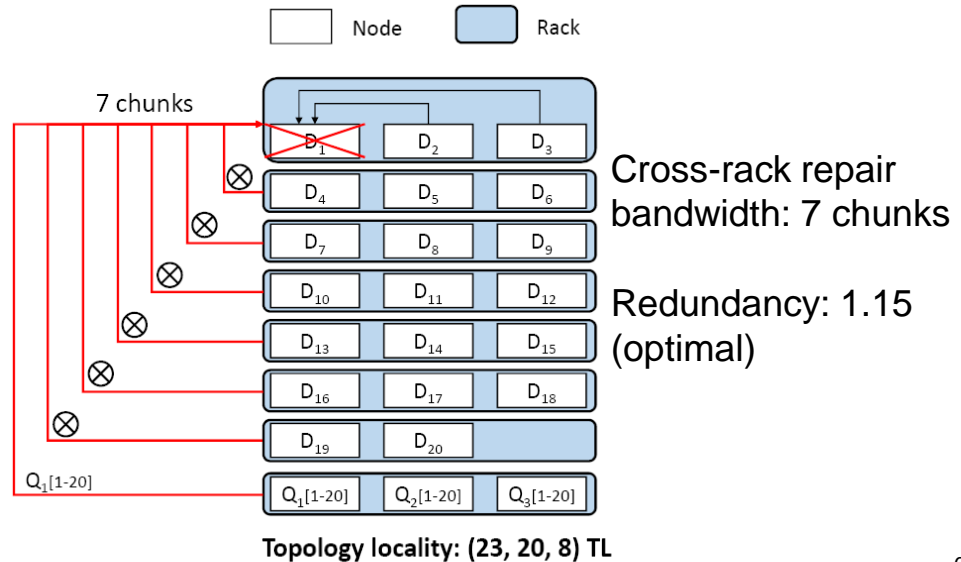 Node Rack
7 chunks
D₁ D₂ D₃
D₄ D₅ D₆
D₇ D₈ D₉
D₁₀ D₁₁ D₁₂
D₁₃ D₁₄ D₁₅
D₁₆ D₁₇ D₁₈
D₁₉ D₂₀
Q₁[1-20] Q₁[1-20] Q₂[1-20] Q₃[1-20]
Topology locality: (23, 20, 8) TL
Cross-rack repair
bandwidth: 7 chunks
Redundancy: 1.15
(optimal)